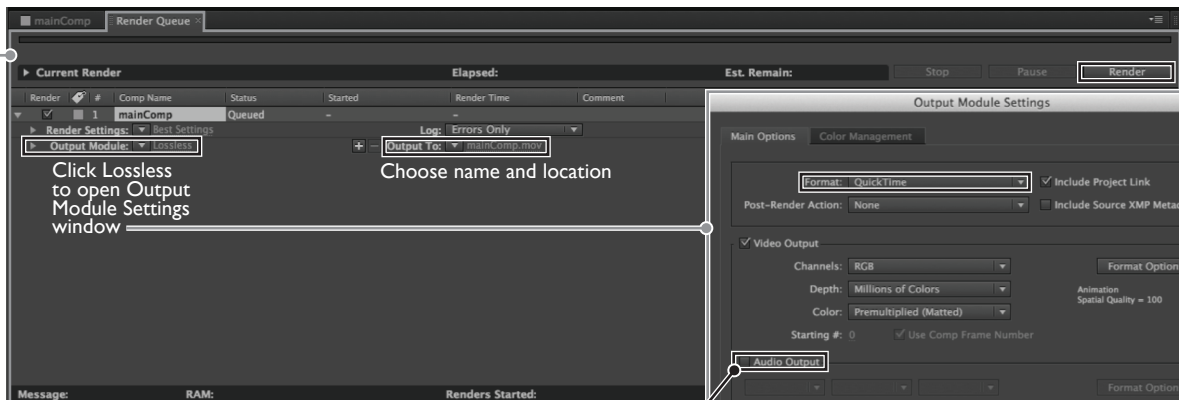 mainComp Render Queue ×
Current Render Elapsed: Est. Remain: Stop Pause Render
Render # Comp Name Status Started Render Time Comment
1 mainComp Queued - -
Render Settings: Best Settings Log: Errors Only
Output Module: Lossless + - Output To: mainComp.mov
Click Lossless
to open Output
Module Settings
window
Choose name and location
Output Module Settings
Main Options Color Management
Format: QuickTime Include Project Link
Post-Render Action: None Include Source XMP Metad
Video Output
Channels: RGB Format Option
Depth: Millions of Colors Animation
Spatial Quality = 100
Color: Premultiplied (Matted)
Starting #: 0 Use Comp Frame Number
Audio Output
Format Option
Message: RAM: Renders Started: